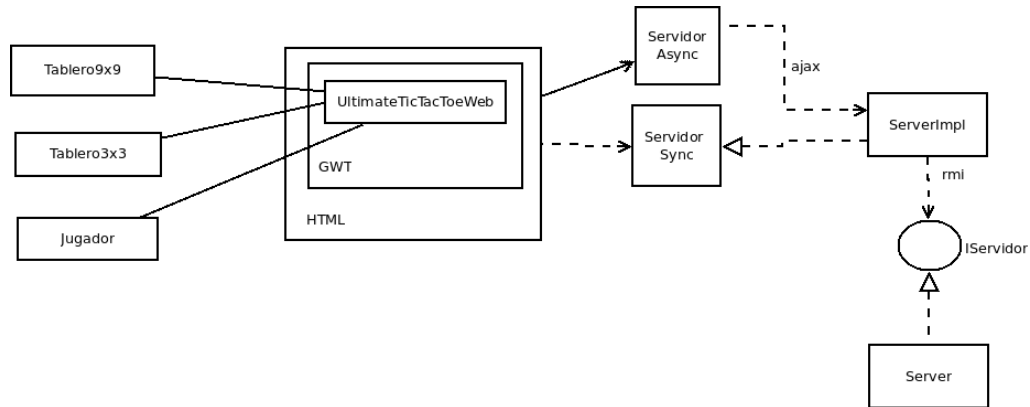 Tablero9x9
Tablero3x3
Jugador
UltimateTicTacToeWeb
GWT
HTML
Servidor
Async
Servidor
Sync
ajax
ServerImpl
rmi
IServidor
Server